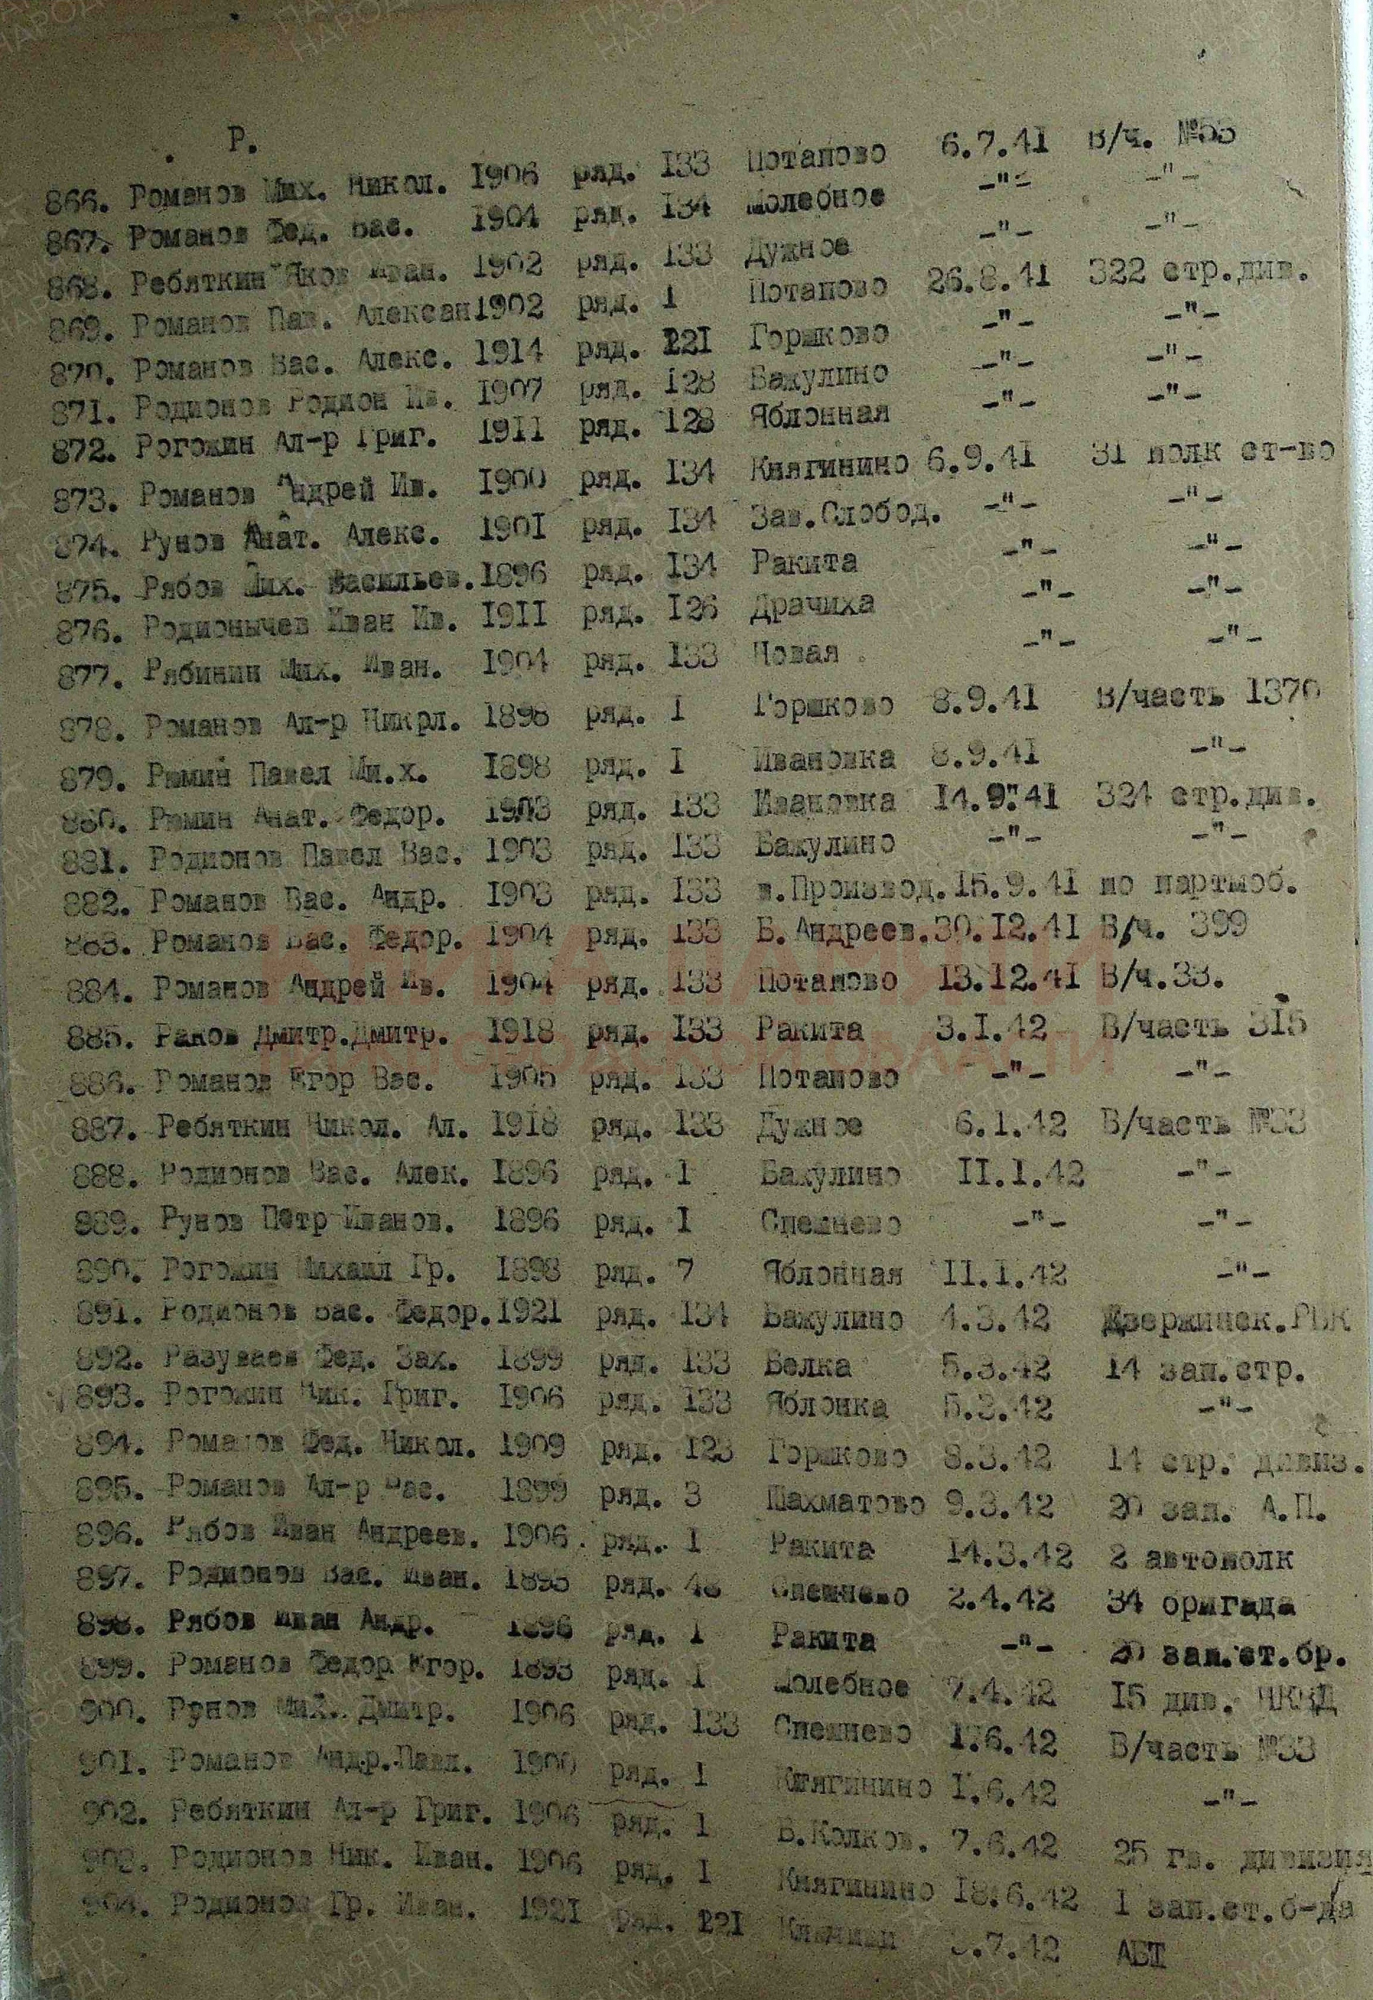 Р.
866. Романов Мих. Никол. 1906 ряд. 133 Потапово 6.7.41 В/ч. №53
867. Романов Фед. Вас. 1904 ряд. 134 Молебное -"- -"-
868. Ребяткин Яков Иван. 1902 ряд. 133 Дужное -"- -"-
869. Романов Пав. Алексан 1902 ряд. 1 Потапово 26.8.41 322 стр.див.
870. Романов Вас. Алекс. 1914 ряд. 121 Горшково -"- -"-
871. Родионов Родион Ив. 1907 ряд. 128 Бакулино -"- -"-
872. Рогожин Ал-р Григ. 1911 ряд. 128 Яблонная -"- -"-
873. Романов Андрей Ив. 1900 ряд. 134 Княгинино 6.9.41 31 полк ст-во
874. Рунов Анат. Алекс. 1901 ряд. 134 Зав.Слобод. -"- -"-
875. Рябов Мих. Васильев. 1896 ряд. 134 Ракита -"- -"-
876. Родионычев Иван Ив. 1911 ряд. 126 Драчиха -"- -"-
877. Рябинин Мих. Иван. 1904 ряд. 133 Новая -"- -"-
878. Романов Ал-р Никрл. 1898 ряд. 1 Горшково 8.9.41 В/часть 1370
879. Рюмин Павел Ми.х. 1898 ряд. 1 Ивановка 8.9.41 -"-
880. Рюмин Анат. Федор. 1903 ряд. 133 Ивановка 14.9.41 324 стр.див.
881. Родионов Павел Вас. 1903 ряд. 133 Бакулино -"- -"-
882. Романов Вас. Андр. 1903 ряд. 133 п.Производ. 15.9.41 по партмоб.
883. Романов Вас. Федор. 1904 ряд. 133 Б.Андреев. 30.12.41 В/ч. 399
884. Романов Андрей Ив. 1904 ряд. 133 Потапово 13.12.41 В/ч.33.
885. Раков Дмитр.Дмитр. 1918 ряд. 133 Ракита 3.1.42 В/часть 315
886. Романов Егор Вас. 1905 ряд. 133 Потапово -"- -"-
887. Ребяткин Никол. Ал. 1918 ряд. 133 Дужное 6.1.42 В/часть №33
888. Родионов Вас. Алек. 1896 ряд. 1 Бакулино 11.1.42 -"-
889. Рунов Петр Иванов. 1896 ряд. 1 Спешнево -"- -"-
890. Рогожин Михаил Гр. 1898 ряд. 7 Яблонная 11.1.42 -"-
891. Родионов Вас. Федор. 1921 ряд. 134 Бакулино 4.3.42 Дзержинск.РВК
892. Разуваев Фед. Зах. 1899 ряд. 133 Белка 5.3.42 14 зап.стр.
893. Рогожин Ник. Григ. 1906 ряд. 133 Яблонка 5.3.42 -"-
894. Романов Фед. Никол. 1909 ряд. 123 Горшково 8.3.42 14 стр. дивиз.
895. Романов Ал-р Вас. 1899 ряд. 3 Шахматово 9.3.42 20 зап. А.П.
896. Рябов Иван Андреев. 1906 ряд. 1 Ракита 14.3.42 2 автополк
897. Родионов Вас. Иван. 1895 ряд. Спешнево 2.4.42 34 бригада
898. Рябов Иван Андр. 1896 ряд. 1 Ракита -"- 20 зап.ст.бр.
899. Романов Федор Егор. 1893 ряд. 1 Молебное 7.4.42 15 див. НКВД
900. Рунов Мих. Дмитр. 1906 ряд. 133 Спешнево 1.6.42 В/часть №33
901. Романов Андр.Павл. 1900 ряд. 1 Княгинино 1.6.42 -"-
902. Ребяткин Ал-р Григ. 1906 ряд. 1 В.Колков. 7.6.42 25 гв. дивизия
903. Родионов Ник. Иван. 1906 ряд. 1 Княгинино 18.6.42 1 зап.ст.б-да
904. Родионов Гр. Иван. 1921 ряд. 121 7.42 АБТ